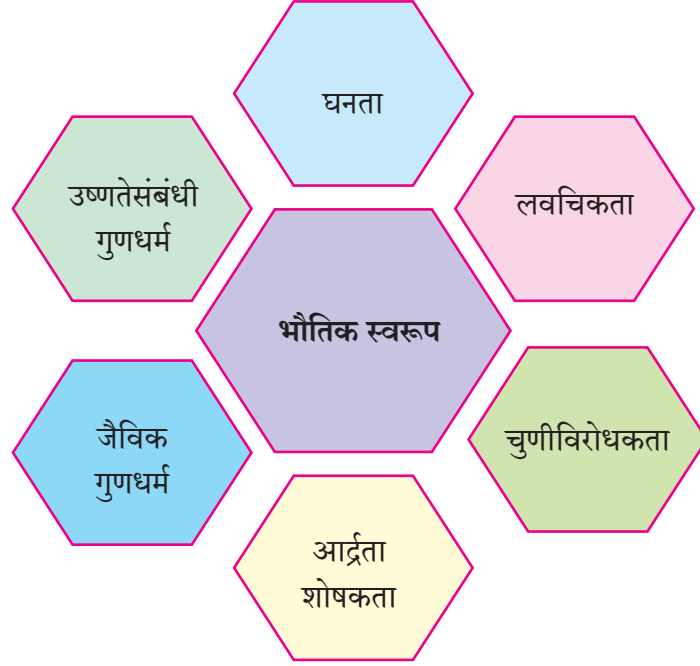 घनता
उष्णतेसंबंधी
गुणधर्म
लवचिकता
भौतिक स्वरूप
जैविक
गुणधर्म
चुणीविरोधकता
आर्द्रता
शोषकता